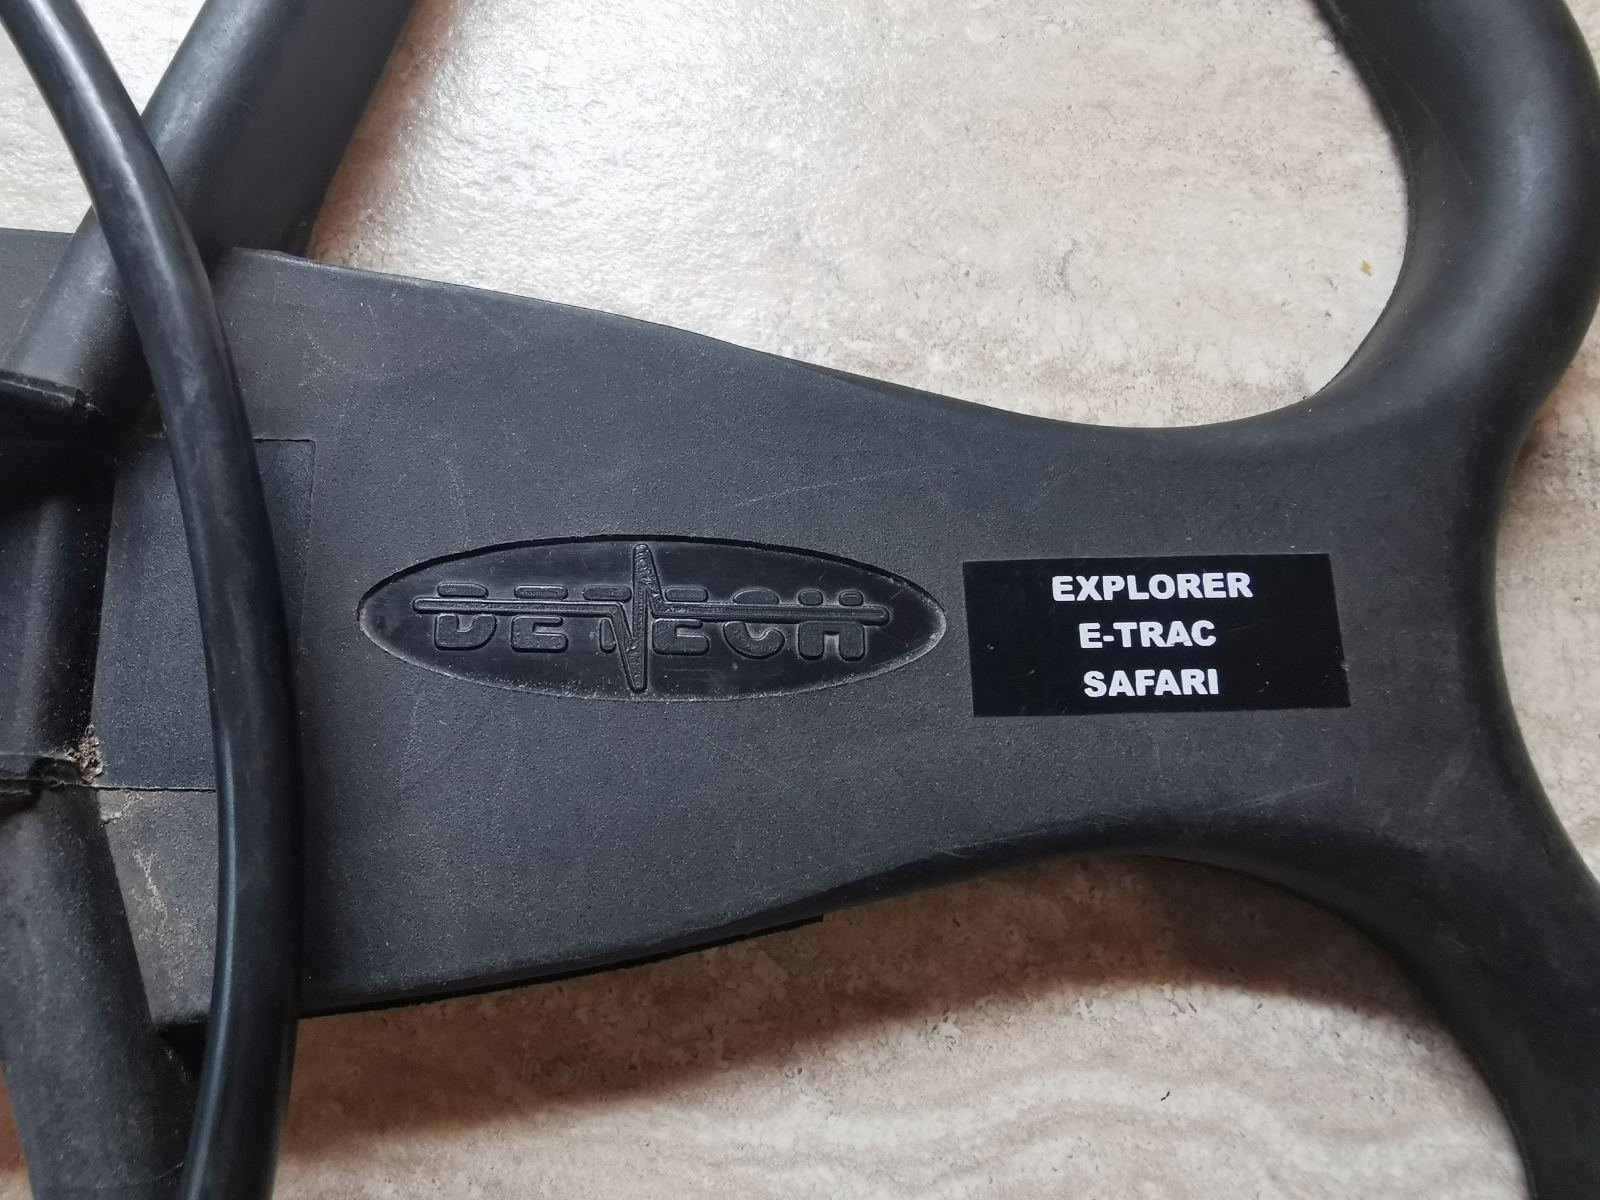 DETECH
EXPLORER
E-TRAC
SAFARI